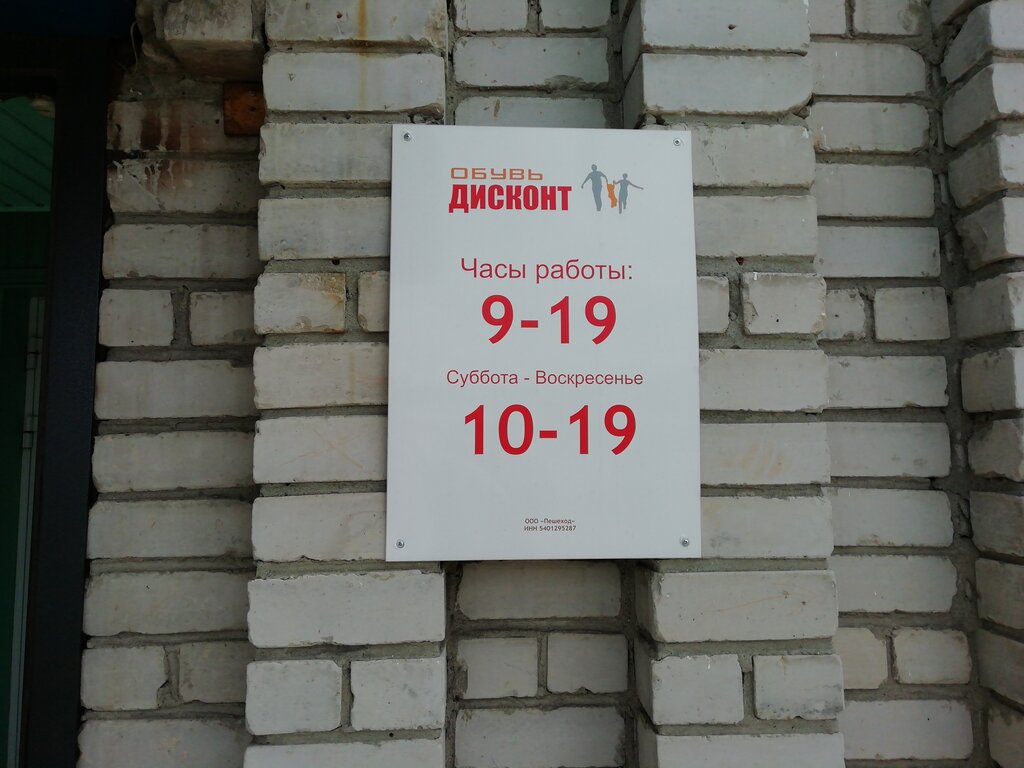 ОБУВЬ
ДИСКОНТ
Часы работы:
9-19
Суббота - Воскресенье
10-19
ООО «Пешеход»
ИНН 5401295287